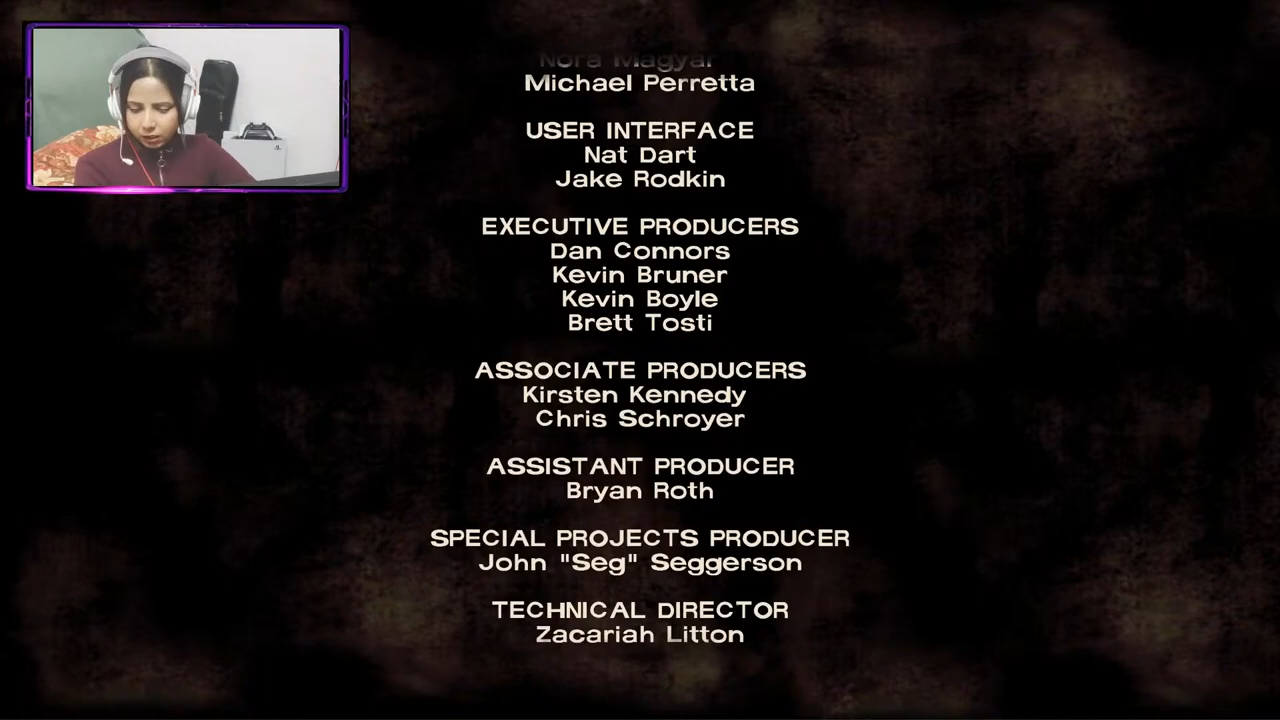 Nora Magyar
Michael Perretta
USER INTERFACE
Nat Dart
Jake Rodkin
EXECUTIVE PRODUCERS
Dan Connors
Kevin Bruner
Kevin Boyle
Brett Tosti
ASSOCIATE PRODUCERS
Kirsten Kennedy
Chris Schroyer
ASSISTANT PRODUCER
Bryan Roth
SPECIAL PROJECTS PRODUCER
John "Seg" Seggerson
TECHNICAL DIRECTOR
Zacariah Litton